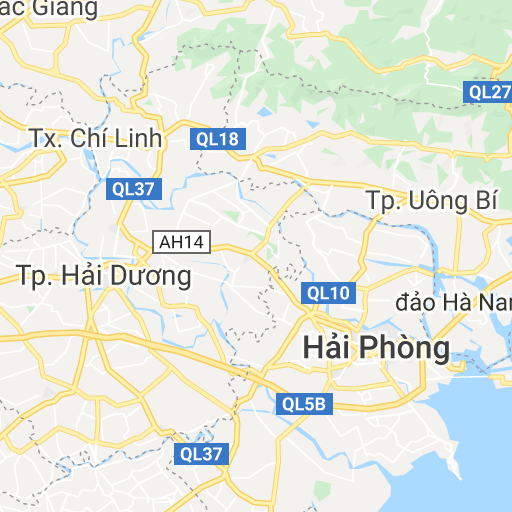 ac Giang
QL27
Tx. Chí Linh
QL18
QL37
Tp. Uông Bí
AH14
Tp. Hải Dương
QL10
đảo Hà Nam
Hải Phòng
QL5B
QL37